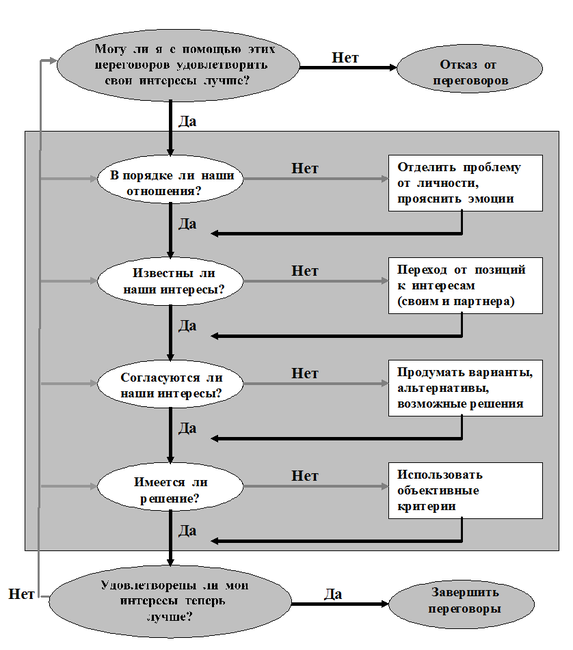 Могу ли я с помощью этих
переговоров удовлетворить
свои интересы лучше?
Нет
Отказ от
переговоров
Да
В порядке ли наши
отношения?
Нет
Отделить проблему
от личности,
прояснить эмоции
Да
Известны ли
наши интересы?
Нет
Переход от позиций
к интересам
(своим и партнера)
Да
Согласуются ли
наши интересы?
Нет
Продумать варианты,
альтернативы,
возможные решения
Да
Имеется ли
решение?
Нет
Использовать
объективные
критерии
Да
Нет
Удовлетворены ли мои
интересы теперь
лучше?
Да
Завершить
переговоры